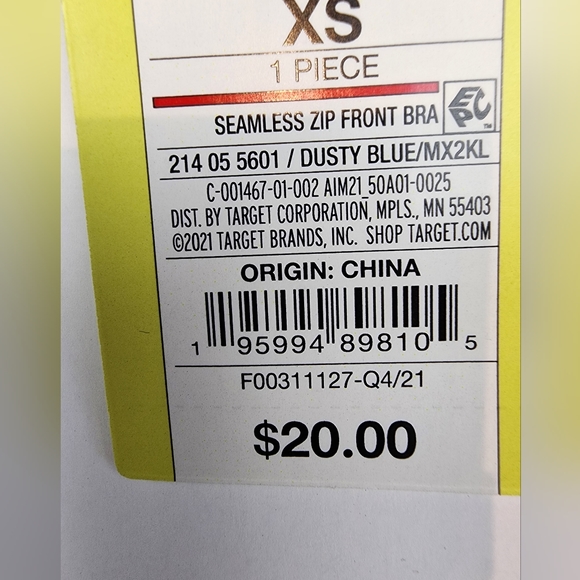 XS
1 PIECE
SEAMLESS ZIP FRONT BRA
EPC™
214 05 5601 / DUSTY BLUE/MX2KL
C-001467-01-002 AIM21_50A01-0025
DIST. BY TARGET CORPORATION, MPLS., MN 55403
©2021 TARGET BRANDS, INC. SHOP TARGET.COM
ORIGIN: CHINA
1 95994 89810 5
F00311127-Q4/21
$20.00